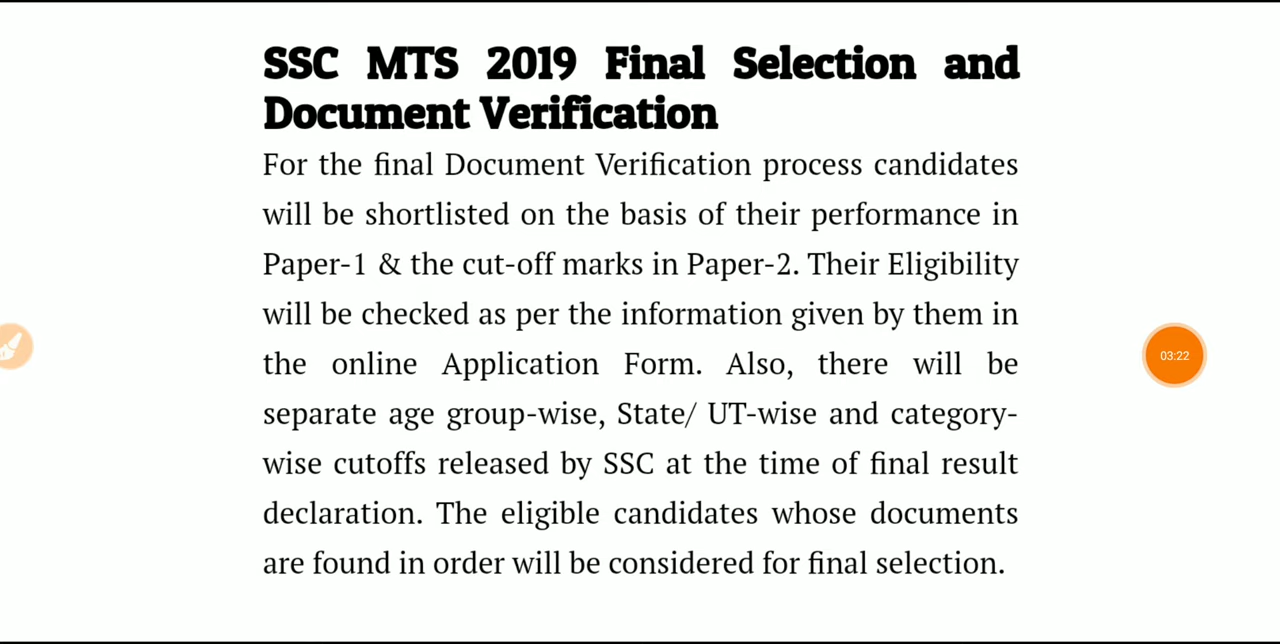 SSC MTS 2019 Final Selection and
Document Verification
For the final Document Verification process candidates
will be shortlisted on the basis of their performance in
Paper-1 & the cut-off marks in Paper-2. Their Eligibility
will be checked as per the information given by them in
the online Application Form. Also, there will be
separate age group-wise, State/ UT-wise and category-
wise cutoffs released by SSC at the time of final result
declaration. The eligible candidates whose documents
are found in order will be considered for final selection.
03:22